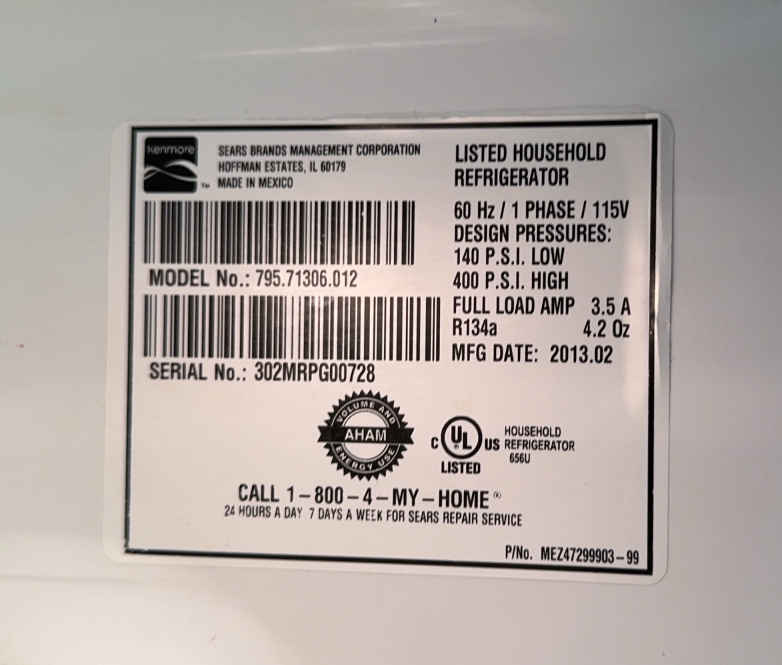 Kenmore
SEARS BRANDS MANAGEMENT CORPORATION
HOFFMAN ESTATES, IL 60179
™ MADE IN MEXICO
MODEL No.: 795.71306.012
SERIAL No.: 302MRPG00728
LISTED HOUSEHOLD
REFRIGERATOR
60 Hz / 1 PHASE / 115V
DESIGN PRESSURES:
140 P.S.I. LOW
400 P.S.I. HIGH
FULL LOAD AMP 3.5 A
R134a 4.2 Oz
MFG DATE: 2013.02
VOLUME AND
AHAM
ENERGY USE
C UL US
®
LISTED
HOUSEHOLD
REFRIGERATOR
656U
CALL 1-800-4-MY-HOME®
24 HOURS A DAY 7 DAYS A WEEK FOR SEARS REPAIR SERVICE
P/No. MEZ47299903-99